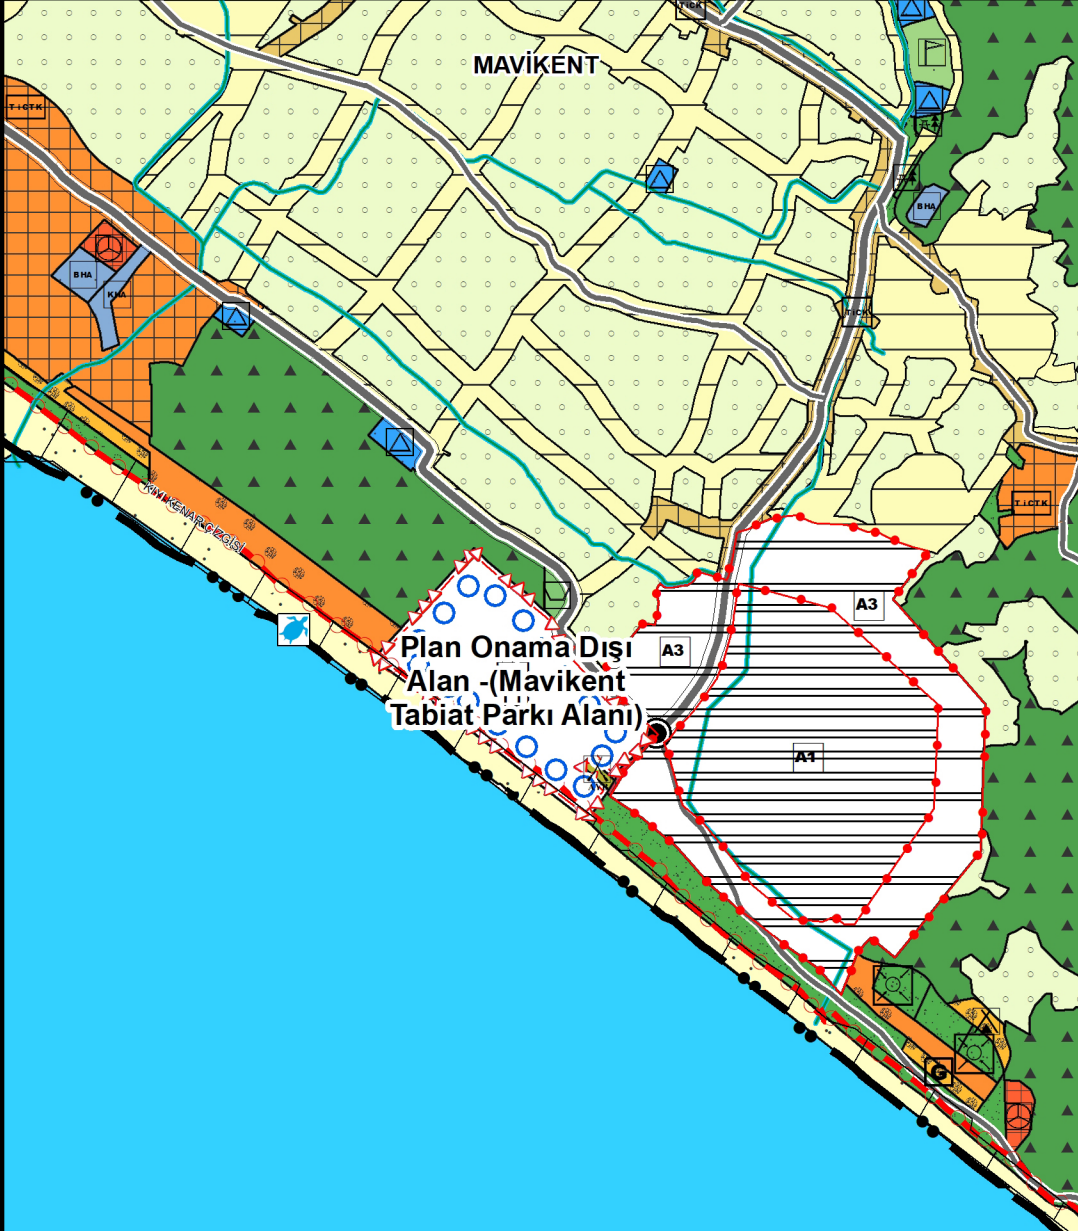 TİCK
MAVİKENT
TİCTK
BHA
BHA
KHA
TİCK
TİCTK
KIYI KENAR ÇİZGİSİ
A3
A3
Plan Onama Dışı
Alan -(Mavikent
Tabiat Parkı Alanı)
A1
G